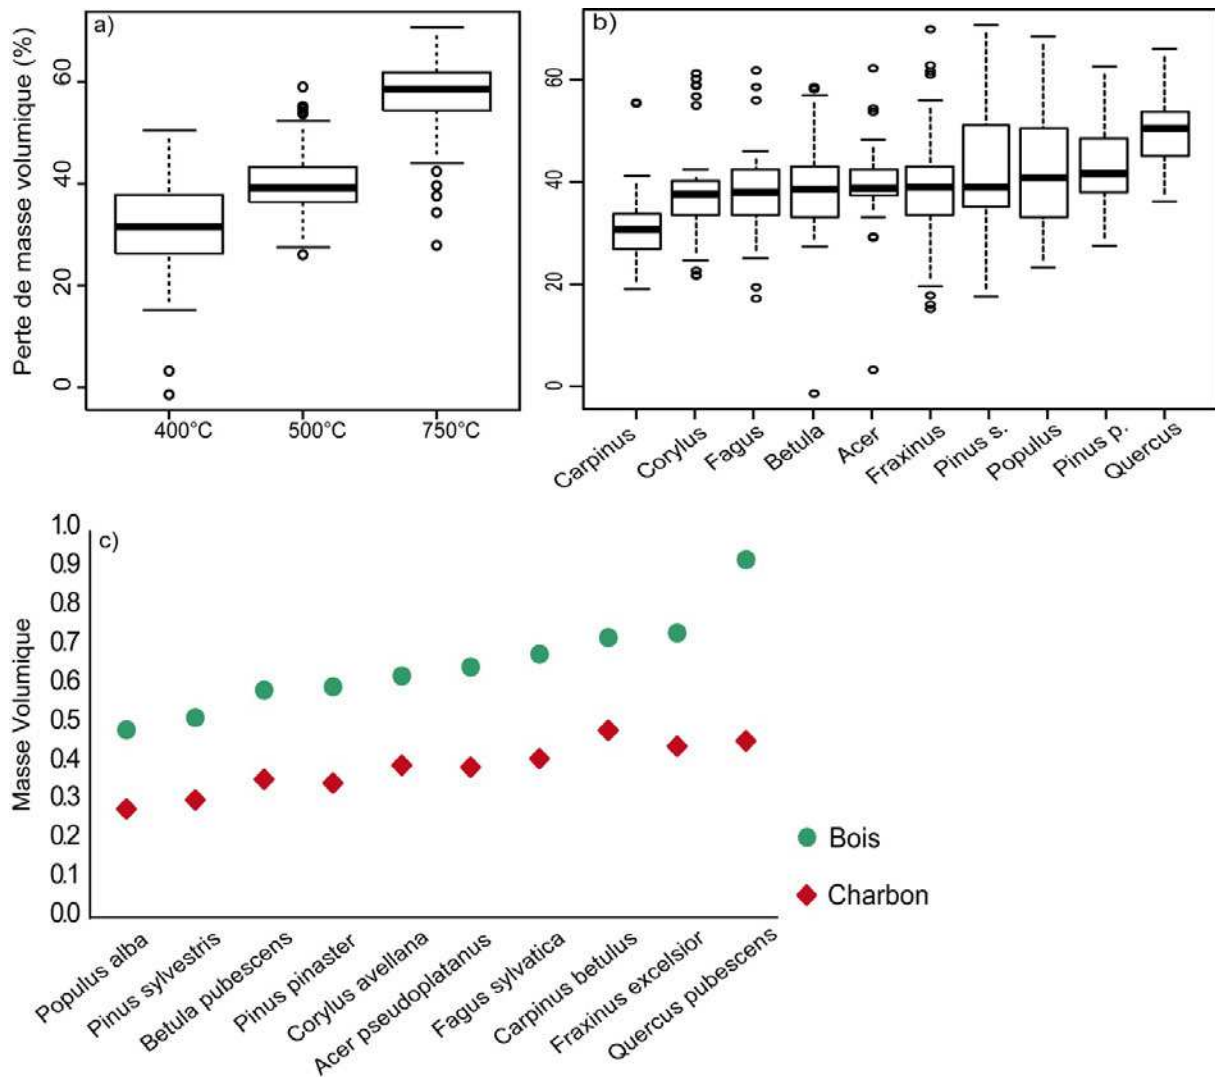 a)
Perte de masse volumique (%)
60
40
20
0
400°C 500°C 750°C
b)
60
40
20
0
Carpinus
Corylus
Fagus
Betula
Acer
Fraxinus
Pinus s.
Populus
Pinus p.
Quercus
c)
Masse Volumique
1.0
0.9
0.8
0.7
0.6
0.5
0.4
0.3
0.2
0.1
0.0
Bois
Charbon
Populus alba
Pinus sylvestris
Betula pubescens
Pinus pinaster
Corylus avellana
Acer pseudoplatanus
Fagus sylvatica
Carpinus betulus
Fraxinus excelsior
Quercus pubescens